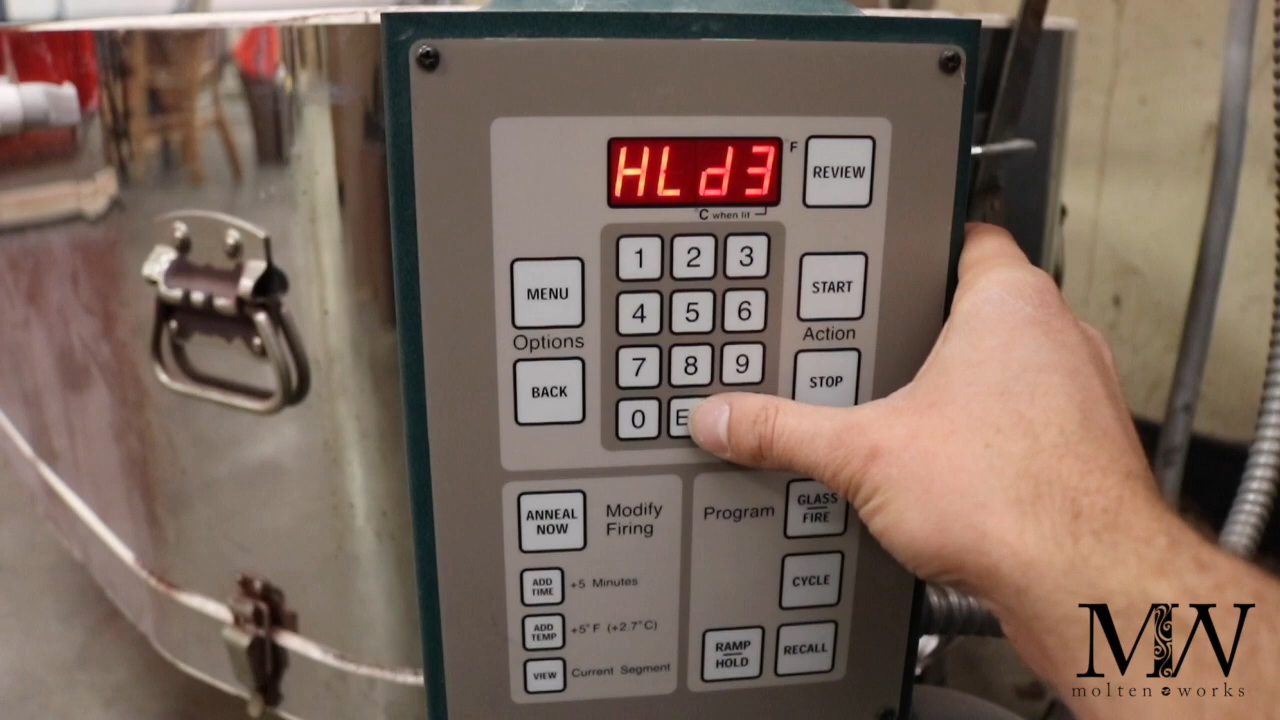 HLd3
°F
REVIEW
°C when lit
1 2 3
MENU
START
4 5 6
Options
Action
7 8 9
BACK
STOP
0 E
ANNEAL
NOW
Modify
Firing
Program
GLASS
FIRE
ADD
TIME
+5 Minutes
CYCLE
ADD
TEMP
+5°F (+2.7°C)
VIEW
Current Segment
RAMP
HOLD
RECALL
MW
molten works